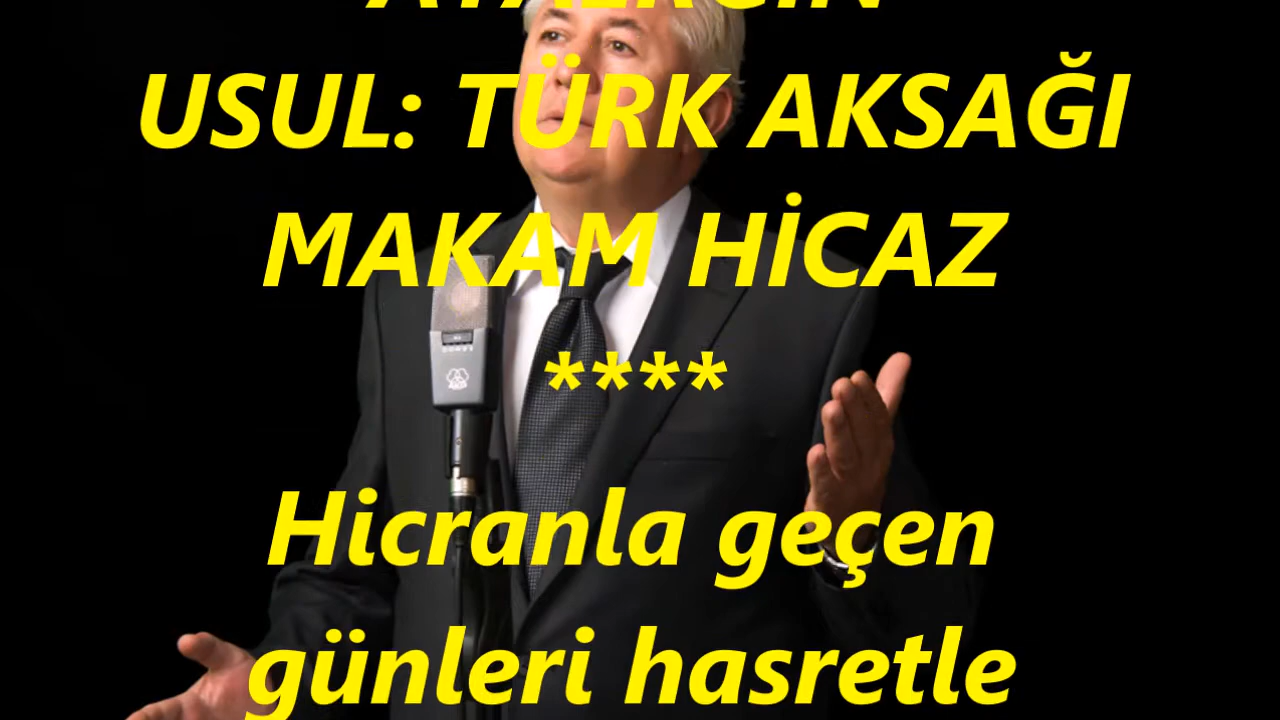 USUL: TÜRK AKSAĞI
MAKAM HİCAZ
****
Hicranla geçen
günleri hasretle